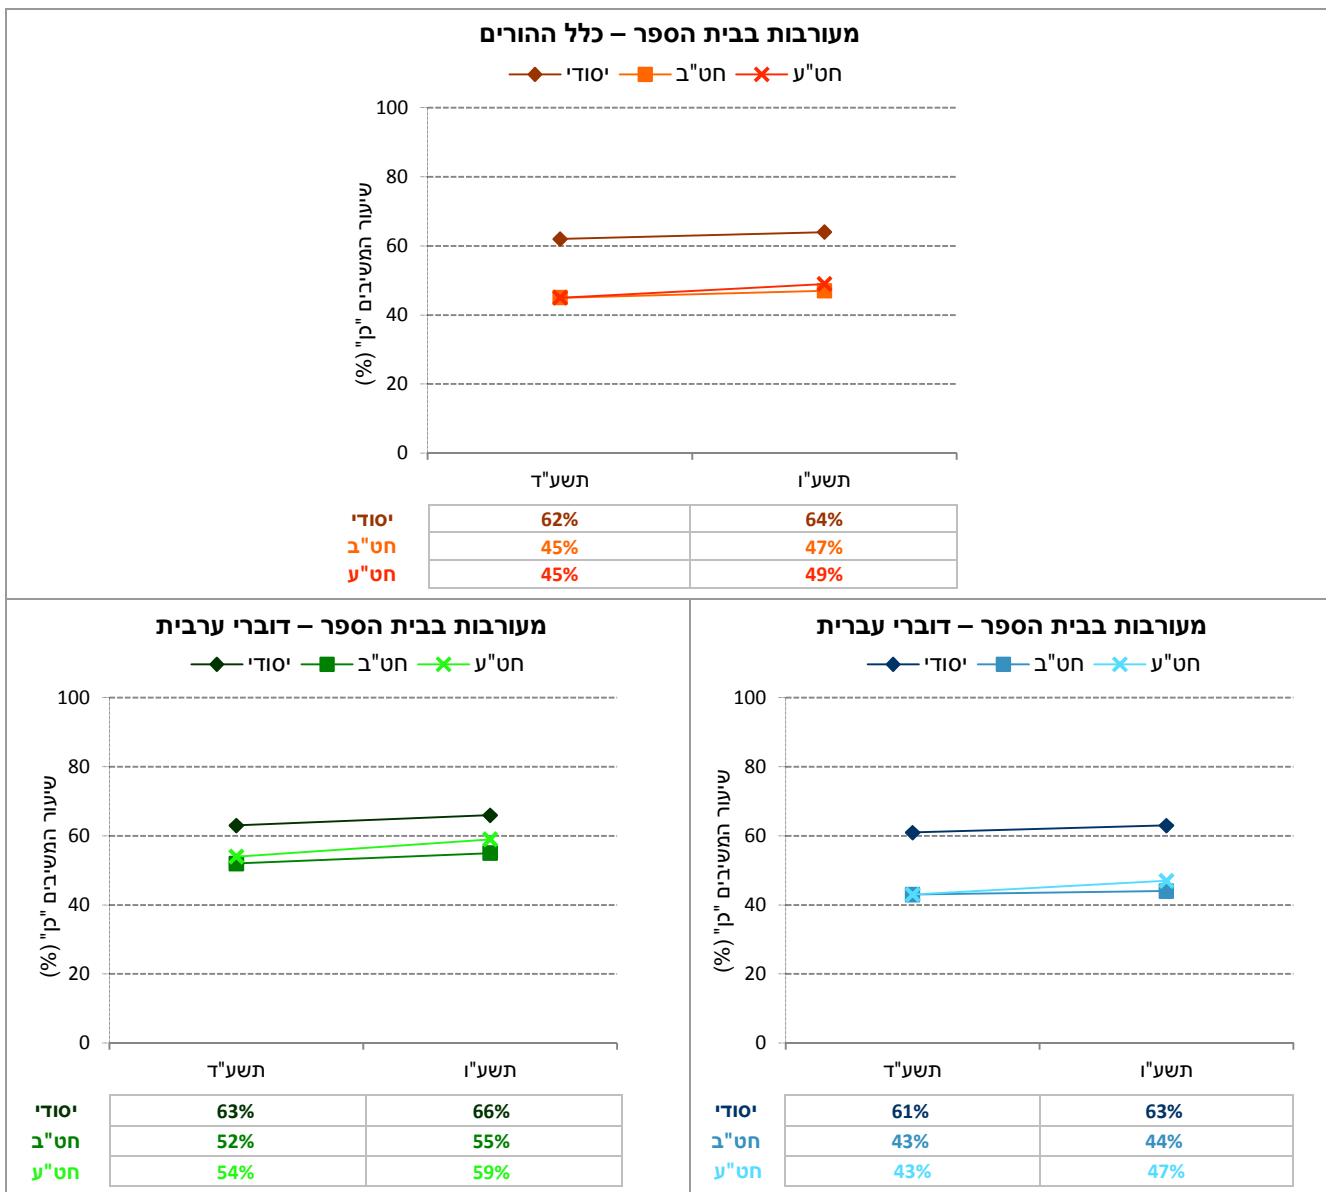 מעורבות בבית הספר – כלל ההורים
יסודי חט"ב חט"ע
שיעור המשיבים "כן" (%)
100
80
60
40
20
0
תשע"ד תשע"ו
יסודי 62% 64%
חט"ב 45% 47%
חט"ע 45% 49%
מעורבות בבית הספר – דוברי עברית
יסודי חט"ב חט"ע
שיעור המשיבים "כן" (%)
100
80
60
40
20
0
תשע"ד תשע"ו
יסודי 61% 63%
חט"ב 43% 44%
חט"ע 43% 47%
מעורבות בבית הספר – דוברי ערבית
יסודי חט"ב חט"ע
שיעור המשיבים "כן" (%)
100
80
60
40
20
0
תשע"ד תשע"ו
יסודי 63% 66%
חט"ב 52% 55%
חט"ע 54% 59%